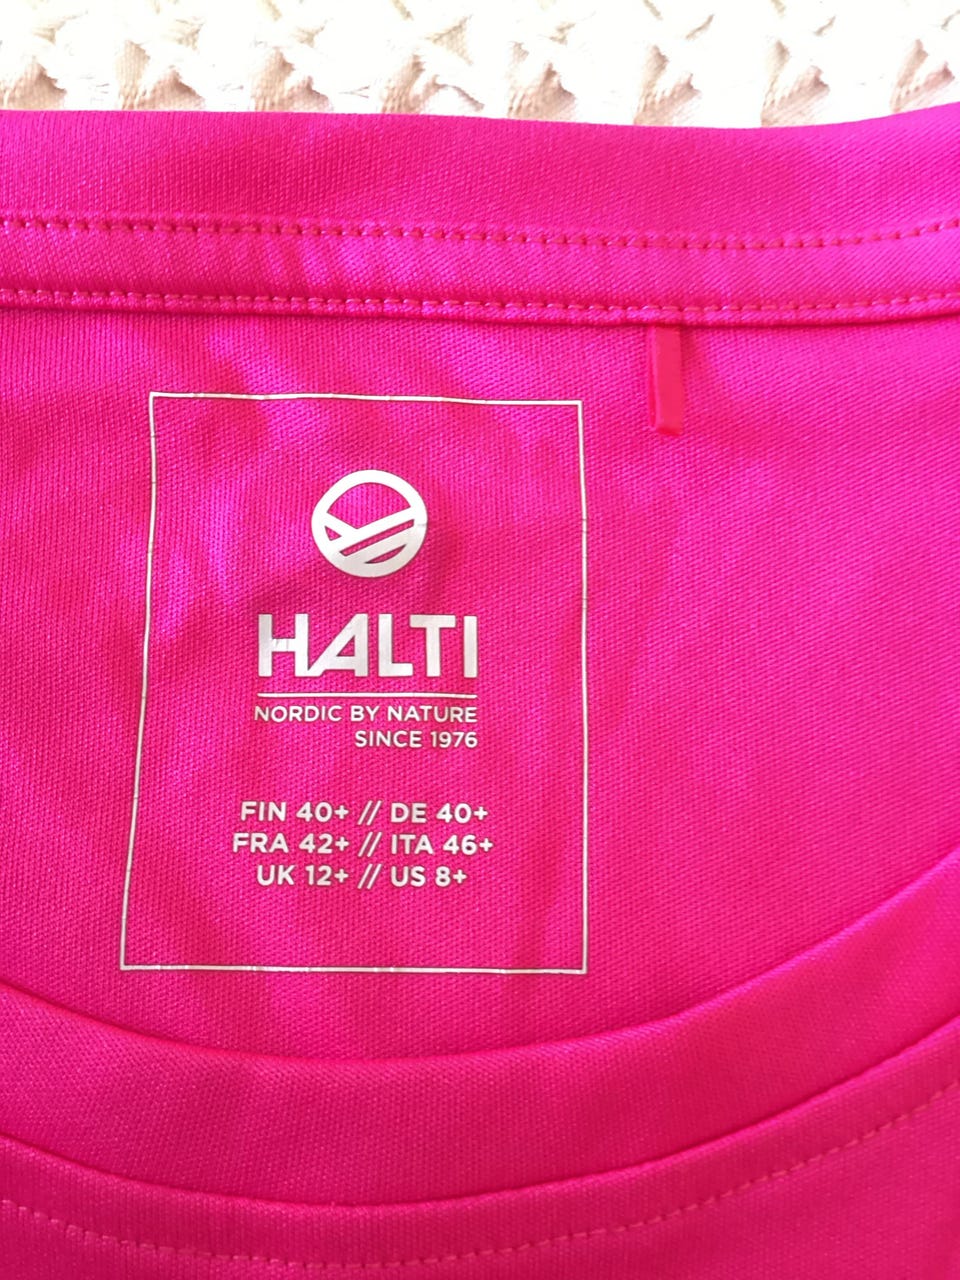 HALTI
NORDIC BY NATURE
SINCE 1976
FIN 40+ // DE 40+
FRA 42+ // ITA 46+
UK 12+ // US 8+